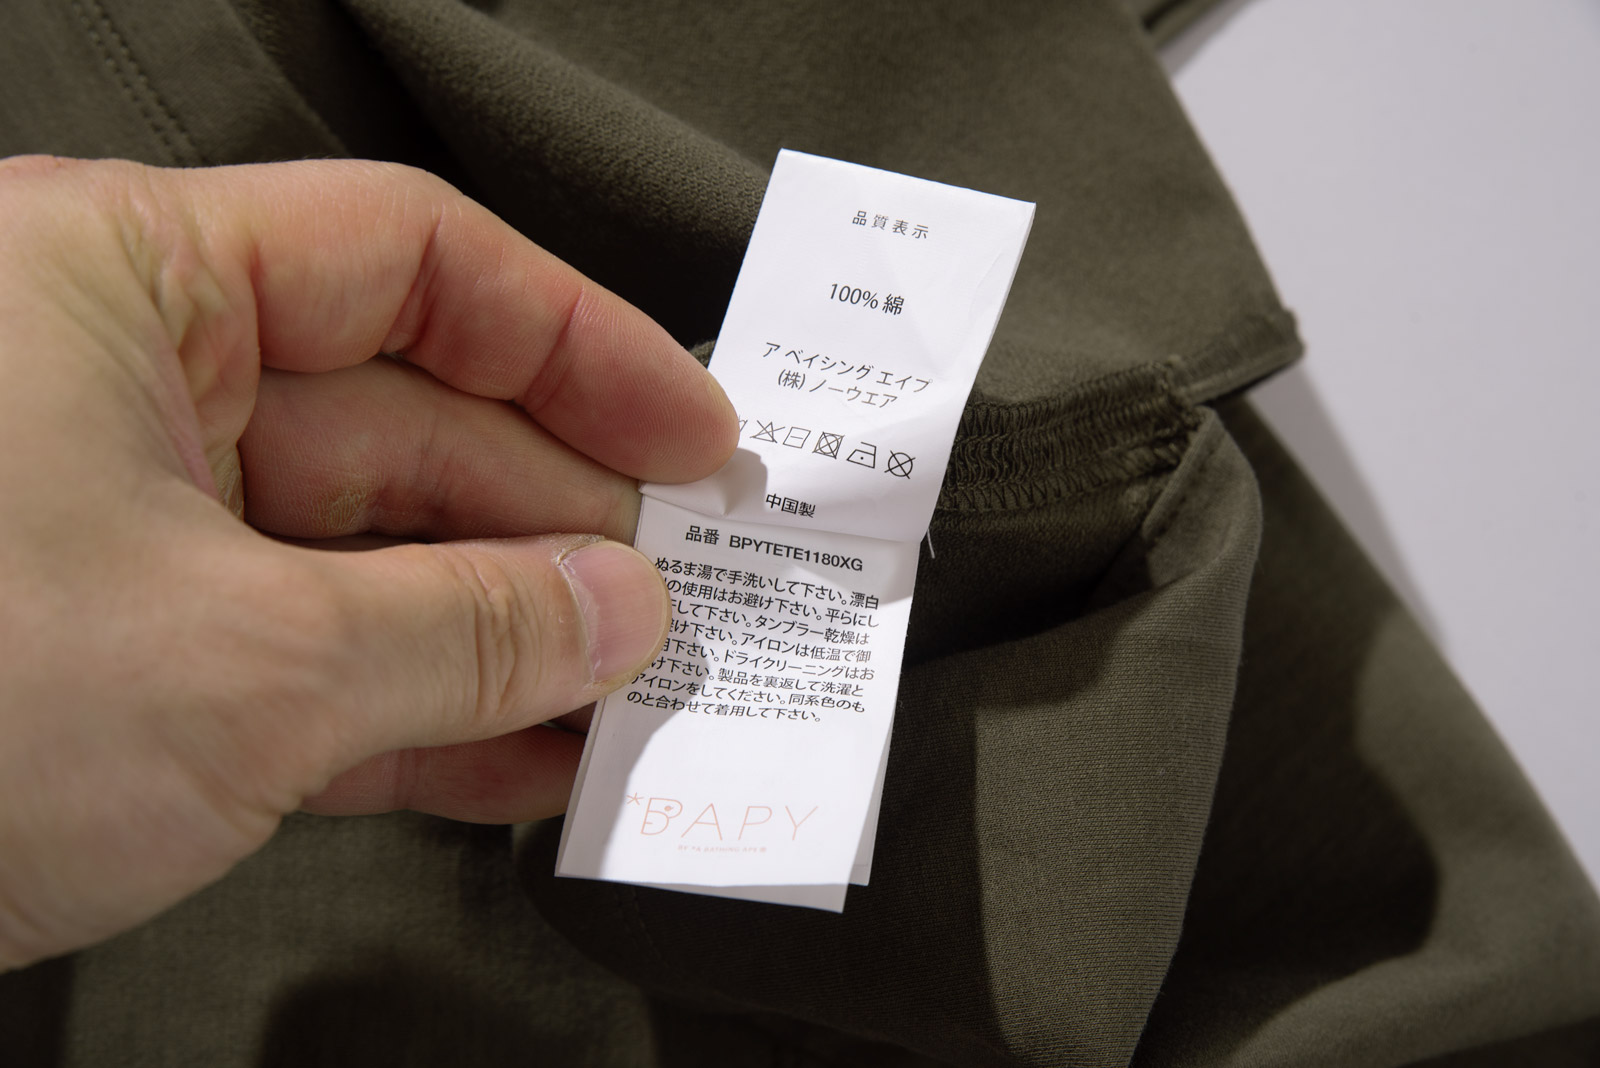 品質表示
100% 綿
ア ベイシング エイプ
(株) ノーウエア
中国製
品番 BPYTETE1180XG
ぬるま湯で手洗いして下さい。漂白
の使用はお避け下さい。平らにし
して下さい。タンブラー乾燥は
け下さい。アイロンは低温で御
下さい。ドライクリーニングはお
け下さい。製品を裏返して洗濯と
アイロンをしてください。同系色のも
のと合わせて着用して下さい。
*BAPY
BY *A BATHING APE®